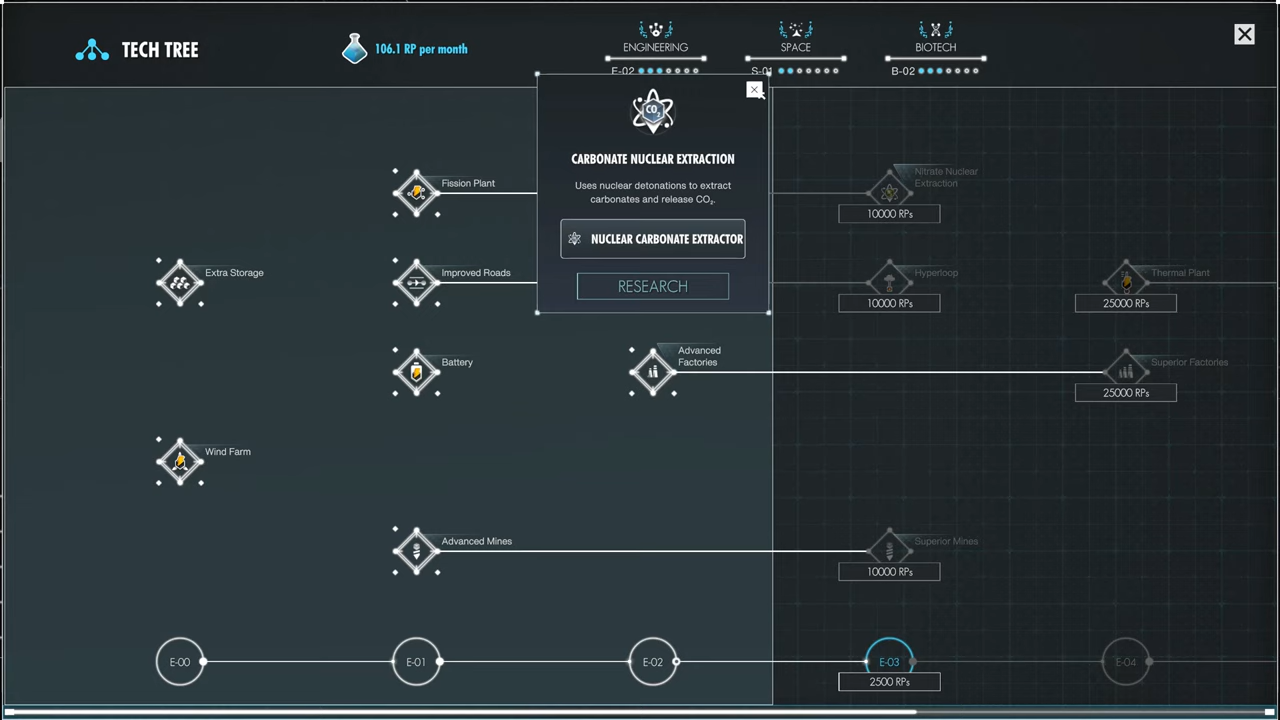 TECH TREE
106.1 RP per month
ENGINEERING
SPACE
BIOTECH
E-02
S-01
B-02
CO2
CARBONATE NUCLEAR EXTRACTION
Uses nuclear detonations to extract
carbonates and release CO₂.
NUCLEAR CARBONATE EXTRACTOR
RESEARCH
Fission Plant
Nitrate Nuclear
Extraction
10000 RPs
Extra Storage
Improved Roads
Hyperloop
10000 RPs
Thermal Plant
25000 RPs
Battery
Advanced
Factories
Superior Factories
25000 RPs
Wind Farm
Advanced Mines
Superior Mines
10000 RPs
E-00
E-01
E-02
E-03
E-04
2500 RPs